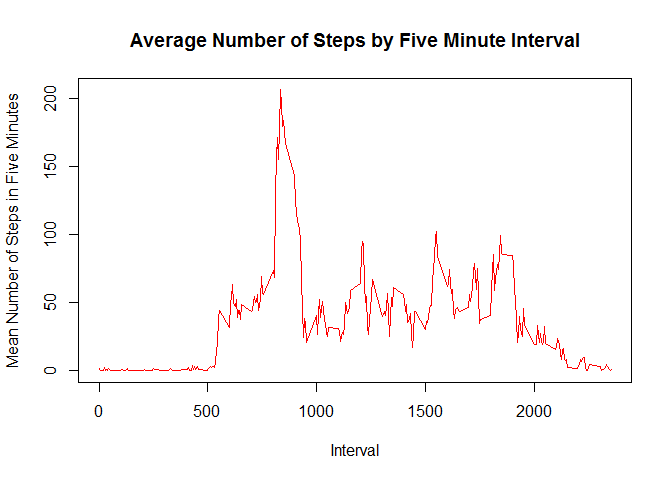 Average Number of Steps by Five Minute Interval
Mean Number of Steps in Five Minutes
200
150
100
50
0
0 500 1000 1500 2000
Interval